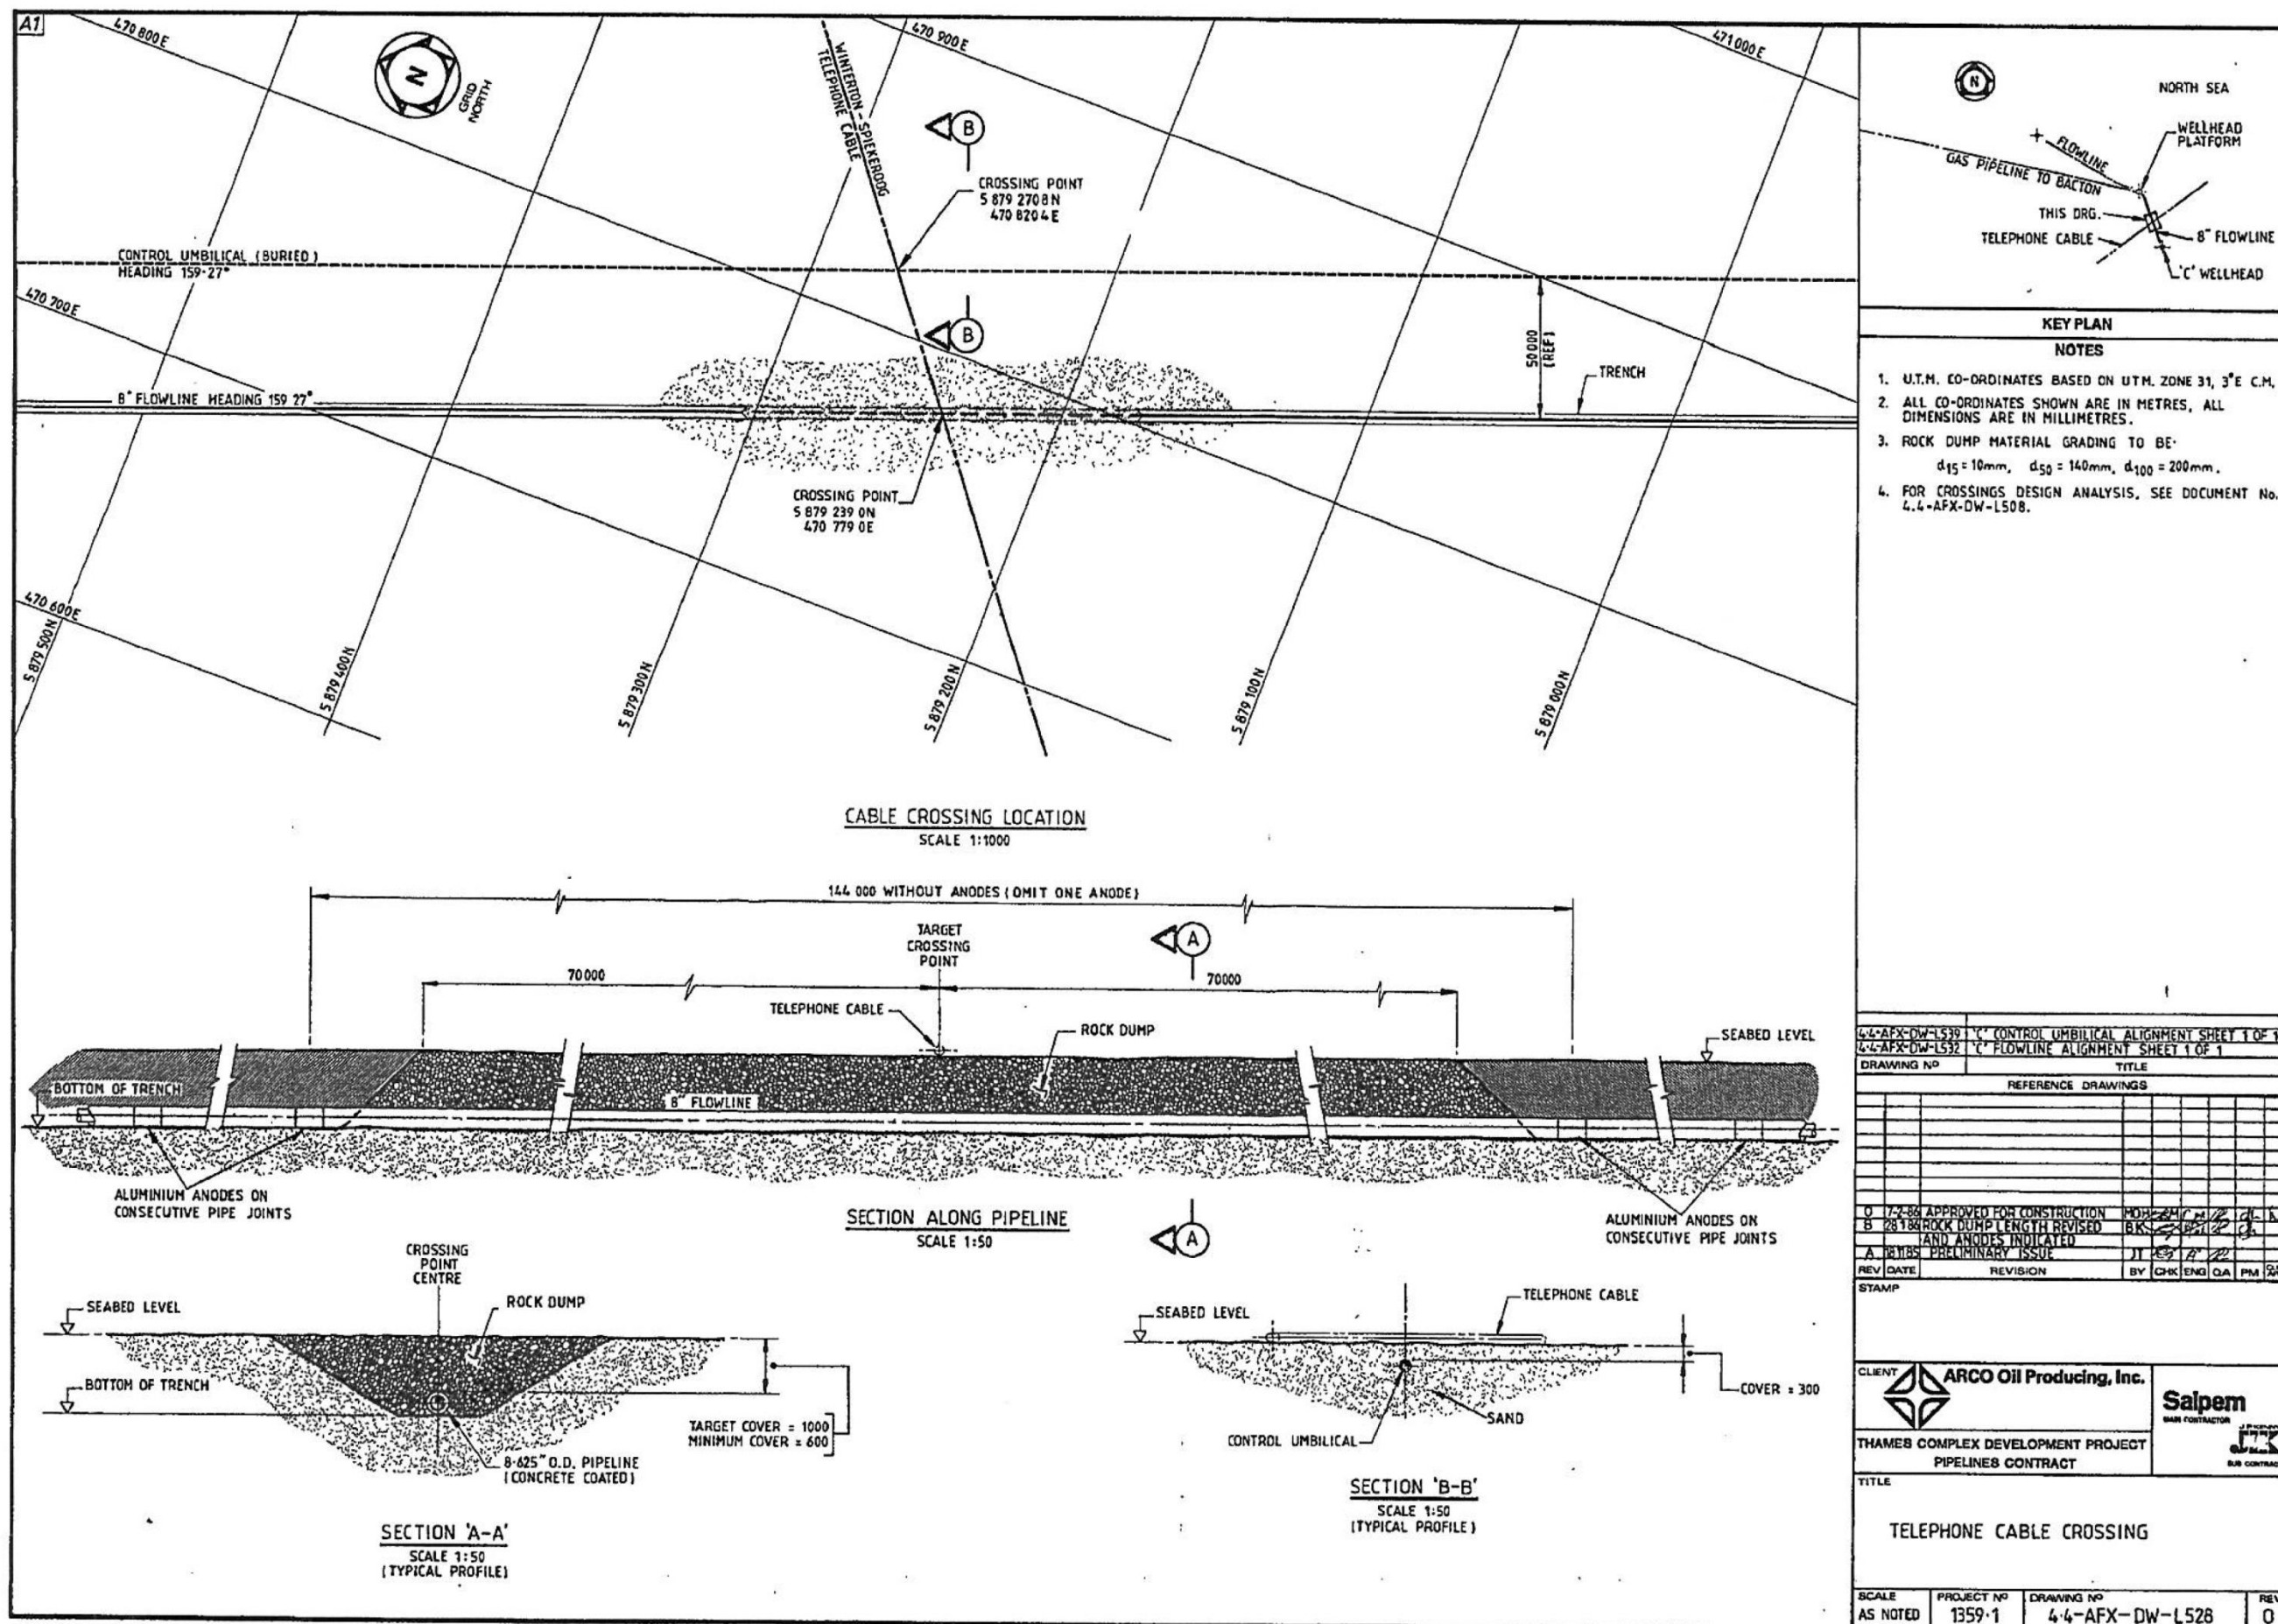 A1
470 800 E
470 900 E
471 000 E
N
GRID
NORTH
WINTERTON - SPIEKEROOG
TELEPHONE CABLE
B
CROSSING POINT
5 879 270 8 N
470 820 4 E
CONTROL UMBILICAL (BURIED)
HEADING 159·27°
470 700 E
B
50 000
(REF)
TRENCH
8" FLOWLINE HEADING 159 27°
CROSSING POINT
5 879 239 0N
470 779 0E
470 600 E
5 879 500 N
5 879 400 N
5 879 300 N
5 879 200 N
5 879 100 N
5 879 000 N
CABLE CROSSING LOCATION
SCALE 1:1000
144 000 WITHOUT ANODES (OMIT ONE ANODE)
TARGET
CROSSING
POINT
A
70000
70000
TELEPHONE CABLE
ROCK DUMP
SEABED LEVEL
BOTTOM OF TRENCH
8" FLOWLINE
ALUMINIUM ANODES ON
CONSECUTIVE PIPE JOINTS
SECTION ALONG PIPELINE
SCALE 1:50
A
ALUMINIUM ANODES ON
CONSECUTIVE PIPE JOINTS
CROSSING
POINT
CENTRE
SEABED LEVEL
ROCK DUMP
BOTTOM OF TRENCH
TARGET COVER = 1000
MINIMUM COVER = 600
8·625" O.D. PIPELINE
(CONCRETE COATED)
SECTION 'A-A'
SCALE 1:50
(TYPICAL PROFILE)
SEABED LEVEL
TELEPHONE CABLE
COVER = 300
SAND
CONTROL UMBILICAL
SECTION 'B-B'
SCALE 1:50
(TYPICAL PROFILE)
N
NORTH SEA
WELLHEAD
PLATFORM
FLOWLINE
GAS PIPELINE TO BACTON
THIS DRG.
TELEPHONE CABLE
8" FLOWLINE
'C' WELLHEAD
KEY PLAN
NOTES
1. U.T.M. CO-ORDINATES BASED ON UTM. ZONE 31, 3°E C.M.
2. ALL CO-ORDINATES SHOWN ARE IN METRES, ALL
DIMENSIONS ARE IN MILLIMETRES.
3. ROCK DUMP MATERIAL GRADING TO BE·
d15 = 10mm, d50 = 140mm, d100 = 200mm.
4. FOR CROSSINGS DESIGN ANALYSIS, SEE DOCUMENT No.
4.4-AFX-DW-L508.
4·4-AFX-DW-L539 'C' CONTROL UMBILICAL ALIGNMENT SHEET 1 OF 1
4·4-AFX-DW-L532 'C' FLOWLINE ALIGNMENT SHEET 1 OF 1
DRAWING Nº TITLE
REFERENCE DRAWINGS
0 7-2-86 APPROVED FOR CONSTRUCTION
B 28 1 86 ROCK DUMP LENGTH REVISED BK
AND ANODES INDICATED
A PRELIMINARY ISSUE JT
REV DATE REVISION BY CHK ENG QA PM
STAMP
CLIENT
ARCO Oil Producing, Inc.
Saipem
MAIN CONTRACTOR
THAMES COMPLEX DEVELOPMENT PROJECT
PIPELINES CONTRACT
TITLE
TELEPHONE CABLE CROSSING
SCALE PROJECT Nº DRAWING Nº REV
AS NOTED 1359·1 4·4-AFX-DW-L528 0